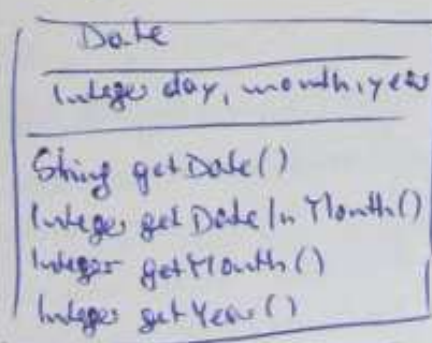 Date
Integer day, month, year
String getDate()
Integer getDateInMonth()
Integer getMonth()
Integer getYear()